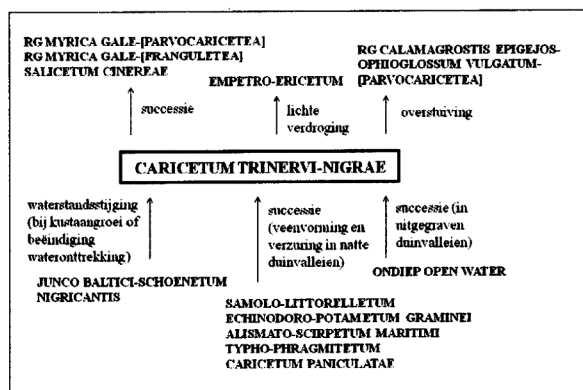 RG MYRICA GALE-[PARVOCARICETEA]
RG MYRICA GALE-[FRANGULETEA]
SALICETUM CINEREAE
EMPETRO-ERICETUM
RG CALAMAGROSTIS EPIGEJOS-
OPHIOGLOSSUM VULGATUM-
[PARVOCARICETEA]
successie
lichte
verdroging
overstuiving
CARICETUM TRINERVI-NIGRAE
waterstandsstijging
(bij kustaangroei of
beëindiging
wateronttrekking)
successie
(veenvorming en
verzuring in natte
duinvalleien)
successie (in
uitgegraven
duinvalleien)
JUNCO BALTICI-SCHOENETUM
NIGRICANTIS
ONDIEP OPEN WATER
SAMOLO-LITTORELLETUM
ECHINODORO-POTAMETUM GRAMINEI
ALISMATO-SCIRPETUM MARITIMI
TYPHO-PHRAGMITETUM
CARICETUM PANICULATAE